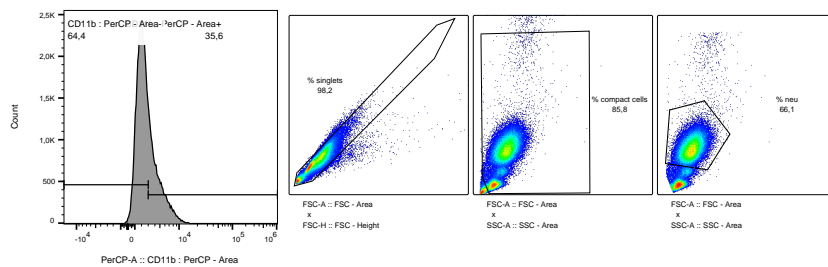 CD11b : PerCP - Area-PerCP - Area+
64,4 35,6
2,5K
2,0K
1,5K
1,0K
500
0
Count
-10^4 0 10^4 10^5 10^6
PerCP-A :: CD11b : PerCP - Area
% singlets
98,2
FSC-A :: FSC - Area
x
FSC-H :: FSC - Height
% compact cells
85,8
FSC-A :: FSC - Area
x
SSC-A :: SSC - Area
% neu
66,1
FSC-A :: FSC - Area
x
SSC-A :: SSC - Area